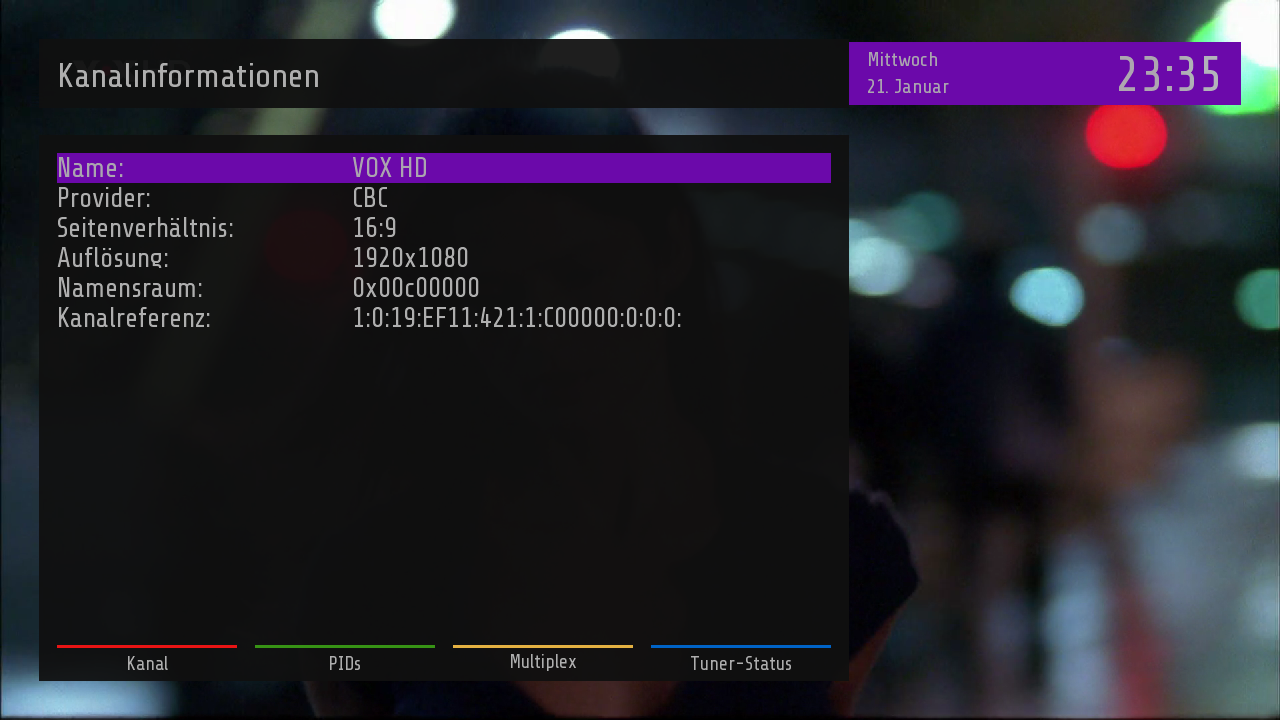 Kanalinformationen
Mittwoch
21. Januar
23:35
Name: VOX HD
Provider: CBC
Seitenverhältnis: 16:9
Auflösung: 1920x1080
Namensraum: 0x00c00000
Kanalreferenz: 1:0:19:EF11:421:1:C00000:0:0:0:
Kanal PIDs Multiplex Tuner-Status